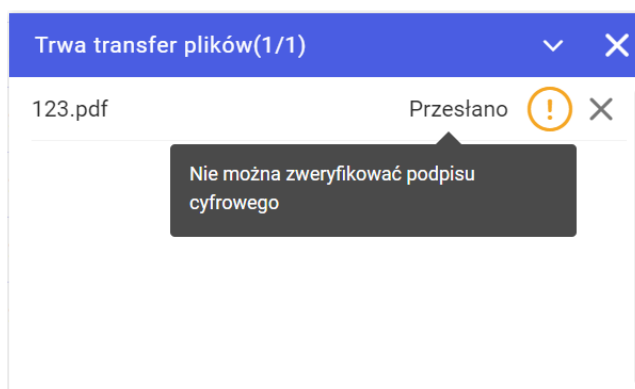 Trwa transfer plików(1/1)
123.pdf Przesłano
Nie można zweryfikować podpisu
cyfrowego